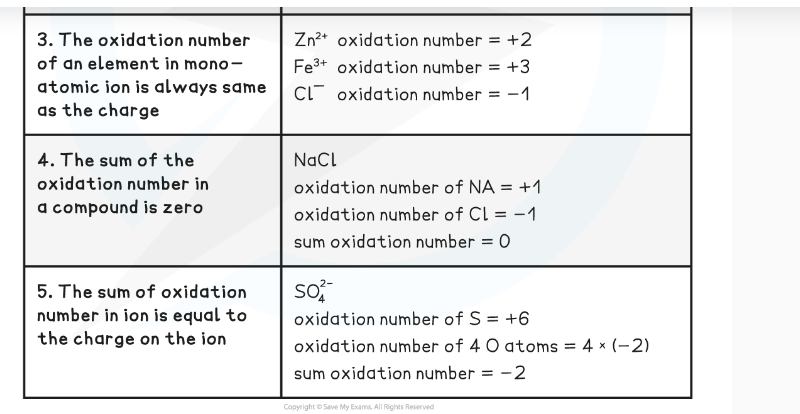 3. The oxidation number
of an element in mono–
atomic ion is always same
as the charge
Zn²⁺ oxidation number = +2
Fe³⁺ oxidation number = +3
Cl⁻ oxidation number = −1
4. The sum of the
oxidation number in
a compound is zero
NaCl
oxidation number of NA = +1
oxidation number of Cl = −1
sum oxidation number = 0
5. The sum of oxidation
number in ion is equal to
the charge on the ion
SO₄²⁻
oxidation number of S = +6
oxidation number of 4 O atoms = 4 × (−2)
sum oxidation number = −2
Copyright © Save My Exams. All Rights Reserved